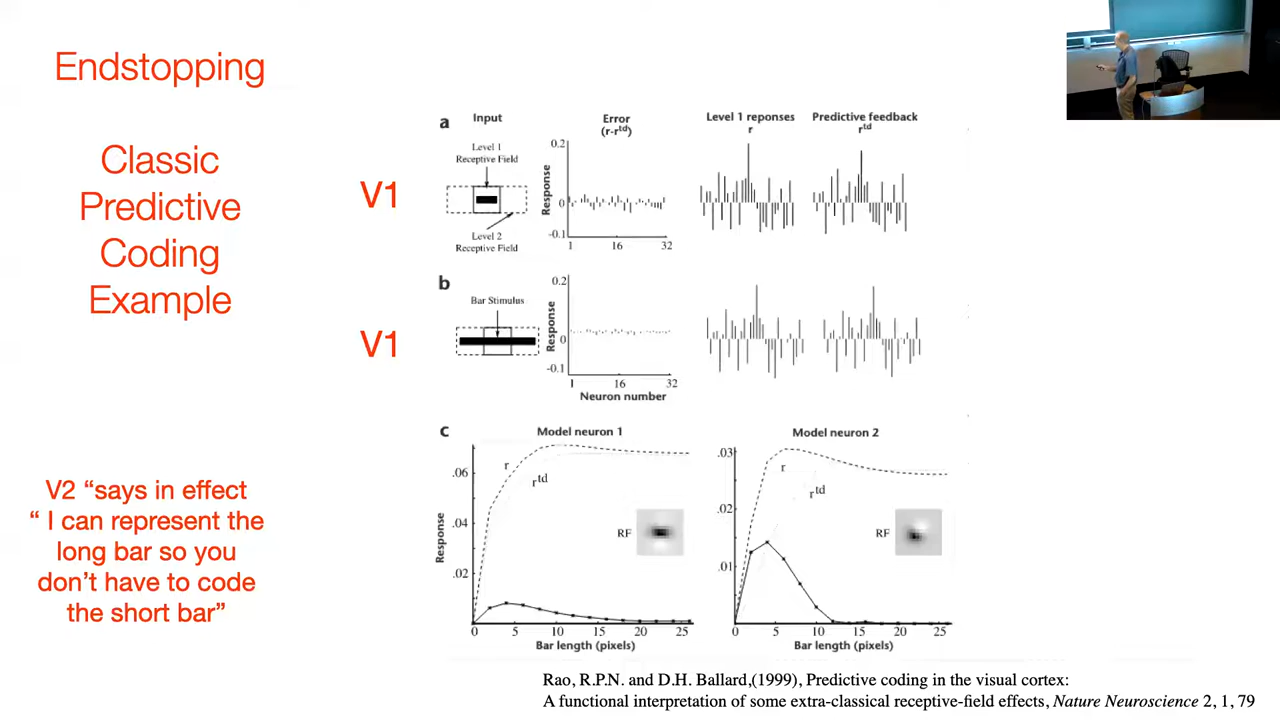 Endstopping
Classic
Predictive
Coding
Example
V2 “says in effect
“ I can represent the
long bar so you
don’t have to code
the short bar”
V1
V1
a
Input
Error
(r-r^td)
Level 1 reponses
r
Predictive feedback
r^td
Level 1
Receptive Field
Level 2
Receptive Field
Response
0.2
0
-0.1
1
16
32
b
Bar Stimulus
Response
0.2
0
-0.1
1
16
32
Neuron number
c
Model neuron 1
Response
.06
.04
.02
r
r^td
RF
0
5
10
15
20
25
Bar length (pixels)
Model neuron 2
.03
.02
.01
r
r^td
RF
0
5
10
15
20
25
Bar length (pixels)
Rao, R.P.N. and D.H. Ballard,(1999), Predictive coding in the visual cortex:
A functional interpretation of some extra-classical receptive-field effects, Nature Neuroscience 2, 1, 79